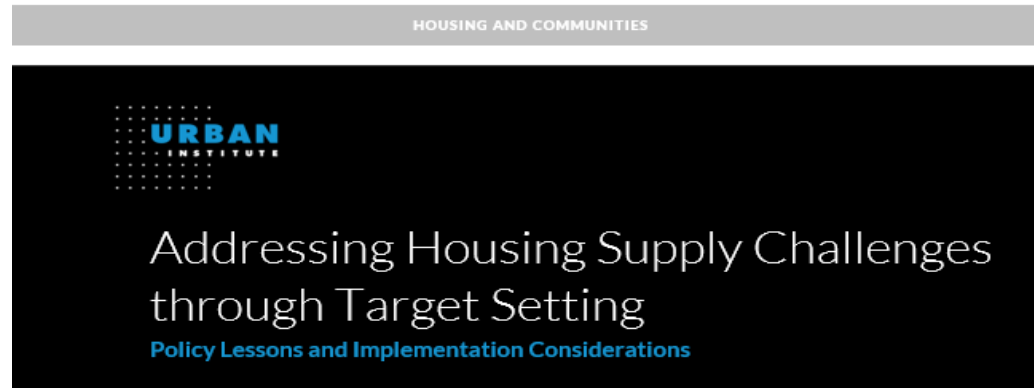 HOUSING AND COMMUNITIES
URBAN
INSTITUTE
Addressing Housing Supply Challenges
through Target Setting
Policy Lessons and Implementation Considerations